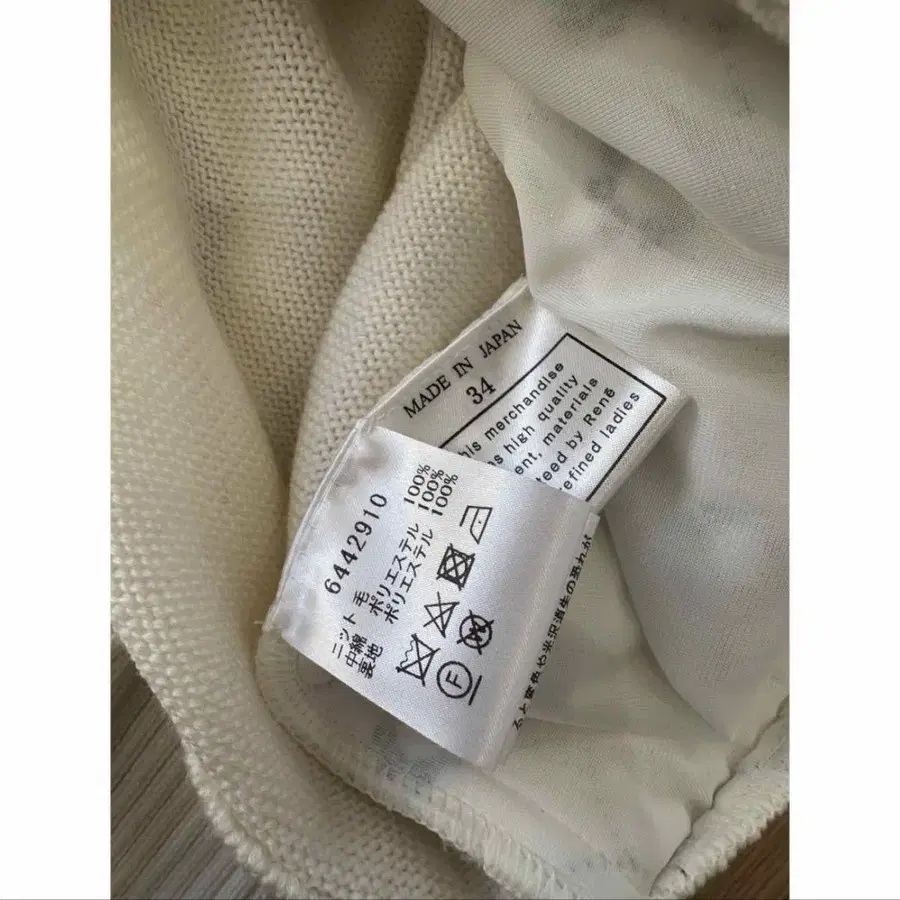 MADE IN JAPAN
34
his merchandise
s high quality
ent, materials
teed by René
efined ladies
6442910
ニット 毛 100%
中綿 ポリエステル 100%
裏地 ポリエステル 100%
F